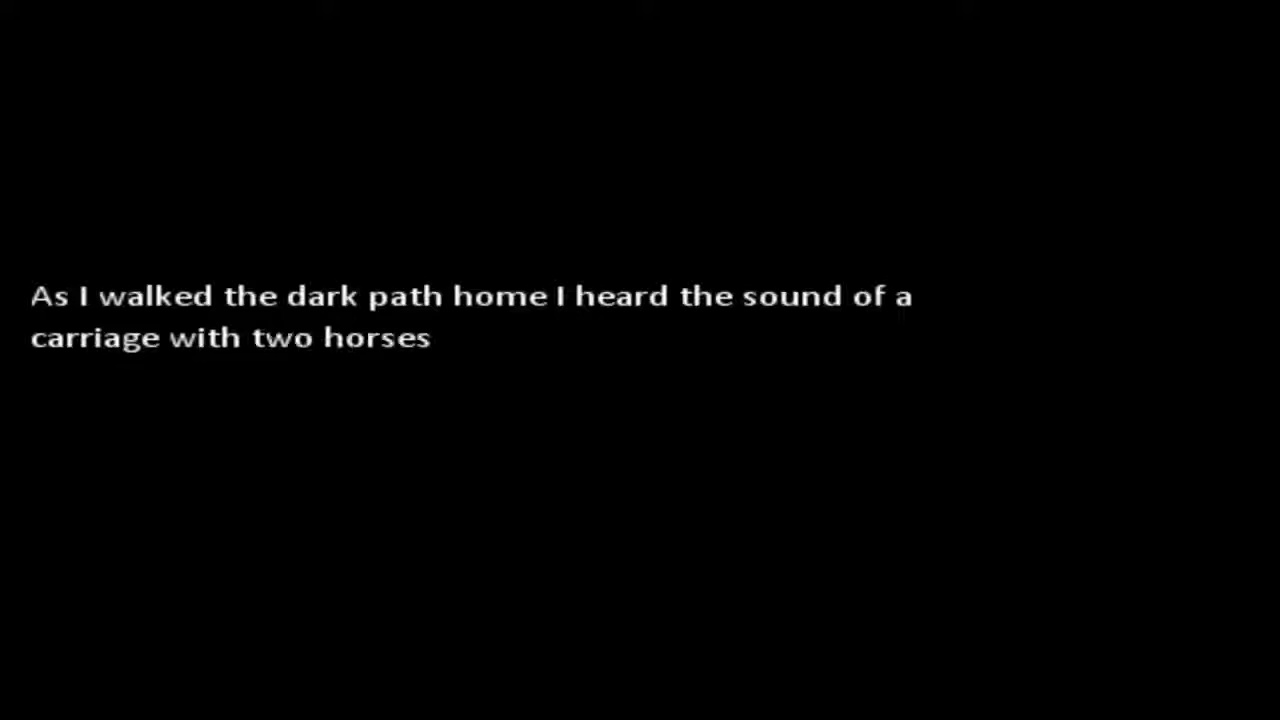 As I walked the dark path home I heard the sound of a
carriage with two horses